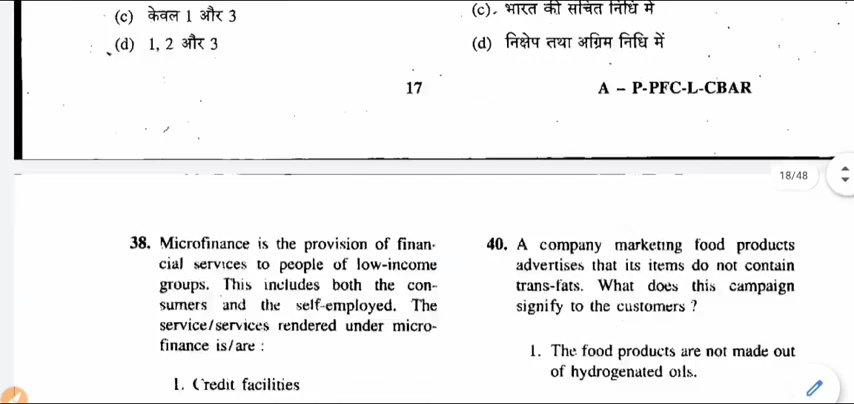 (c) केवल 1 और 3
(d) 1, 2 और 3
(c). भारत की संचित निधि में
(d) निक्षेप तथा अग्रिम निधि में
17
A – P-PFC-L-CBAR
18/48
38. Microfinance is the provision of finan-
cial services to people of low-income
groups. This includes both the con-
sumers and the self-employed. The
service/services rendered under micro-
finance is/are :
1. Credit facilities
40. A company marketing food products
advertises that its items do not contain
trans-fats. What does this campaign
signify to the customers ?
1. The food products are not made out
of hydrogenated oils.